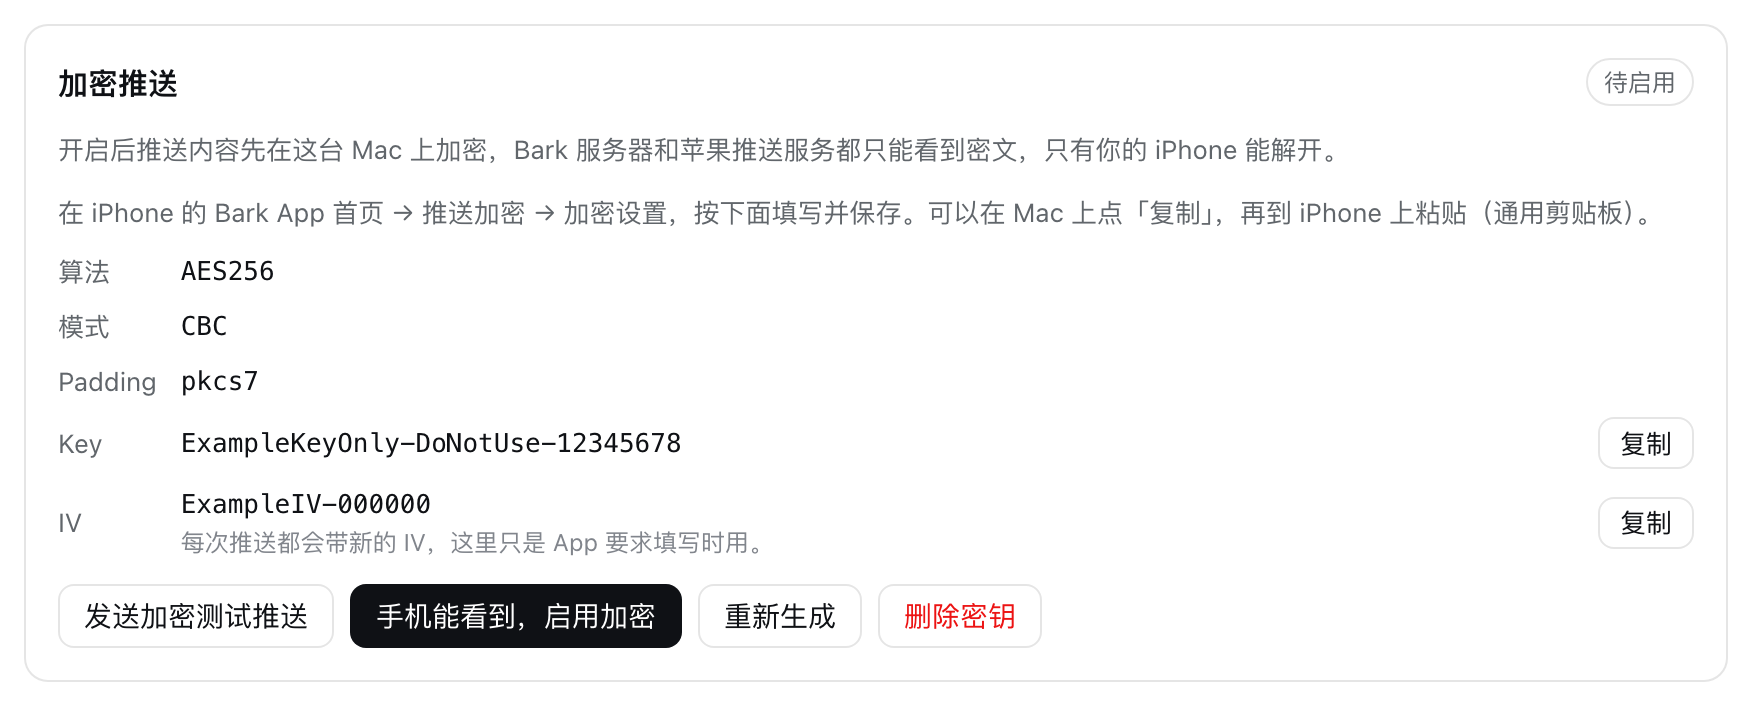 加密推送
待启用
开启后推送内容先在这台 Mac 上加密，Bark 服务器和苹果推送服务都只能看到密文，只有你的 iPhone 能解开。
在 iPhone 的 Bark App 首页 → 推送加密 → 加密设置，按下面填写并保存。可以在 Mac 上点「复制」，再到 iPhone 上粘贴（通用剪贴板）。
算法 AES256
模式 CBC
Padding pkcs7
Key ExampleKeyOnly-DoNotUse-12345678 复制
IV ExampleIV-000000 复制
每次推送都会带新的 IV，这里只是 App 要求填写时用。
发送加密测试推送 手机能看到，启用加密 重新生成 删除密钥